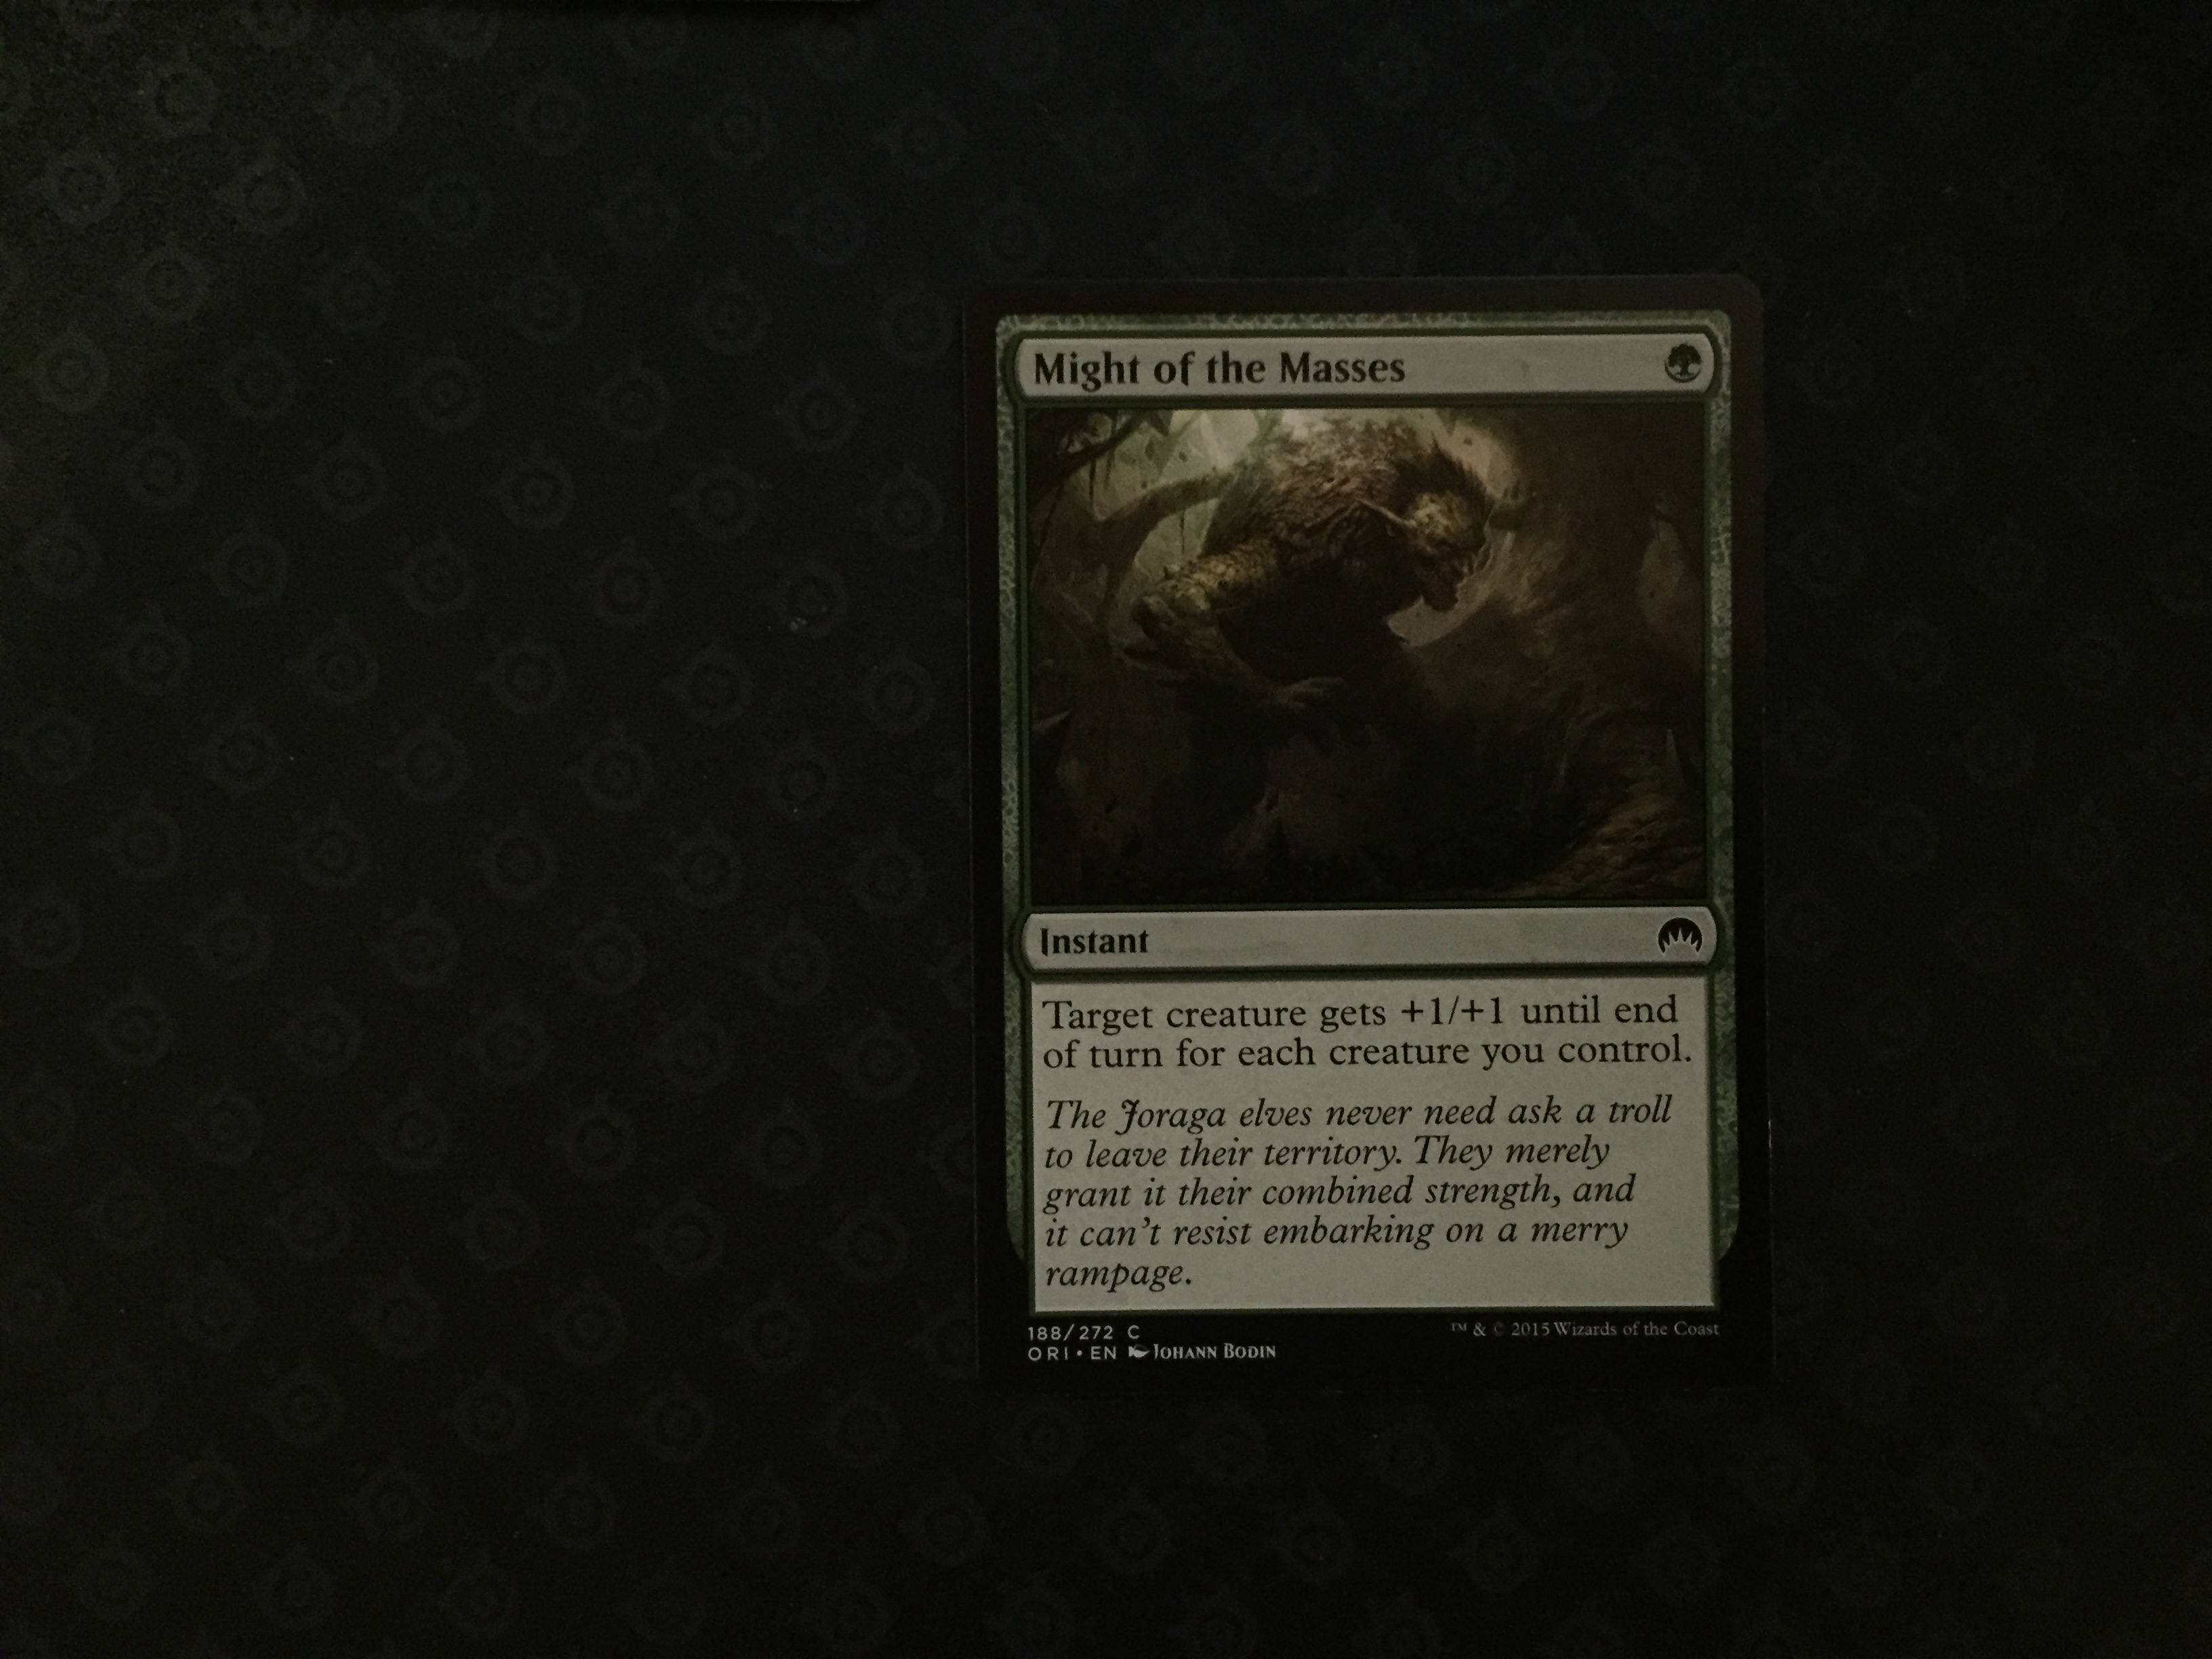 Might of the Masses
Instant
Target creature gets +1/+1 until end
of turn for each creature you control.
The Joraga elves never need ask a troll
to leave their territory. They merely
grant it their combined strength, and
it can't resist embarking on a merry
rampage.
188/272 C
ORI • EN Johann Bodin
™ & © 2015 Wizards of the Coast